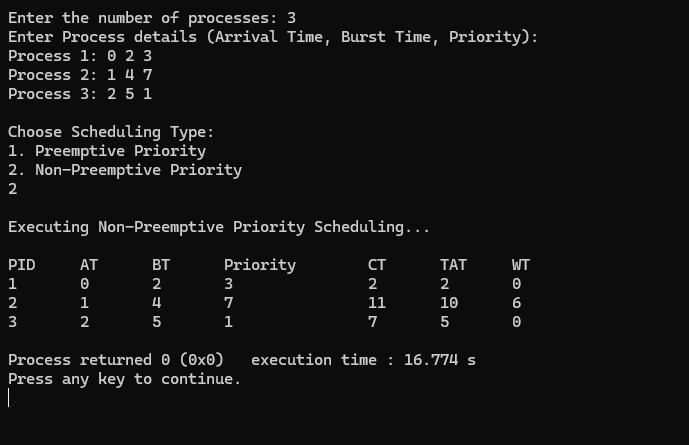 Enter the number of processes: 3
Enter Process details (Arrival Time, Burst Time, Priority):
Process 1: 0 2 3
Process 2: 1 4 7
Process 3: 2 5 1
Choose Scheduling Type:
1. Preemptive Priority
2. Non-Preemptive Priority
2
Executing Non-Preemptive Priority Scheduling...
PID AT BT Priority CT TAT WT
1 0 2 3 2 2 0
2 1 4 7 11 10 6
3 2 5 1 7 5 0
Process returned 0 (0x0) execution time : 16.774 s
Press any key to continue.